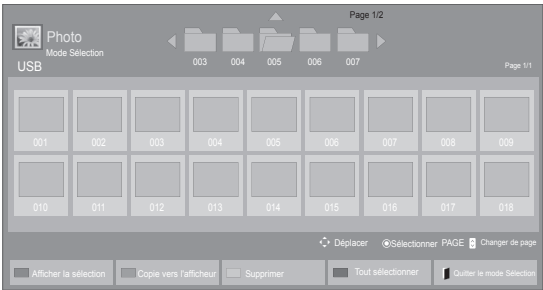 Page 1/2
Photo
Mode Sélection
USB
003 004 005 006 007
Page 1/1
001 002 003 004 005 006 007 008 009
010 011 012 013 014 015 016 017 018
Déplacer Sélectionner PAGE Changer de page
Afficher la sélection Copie vers l'afficheur Supprimer Tout sélectionner Quitter le mode Sélection